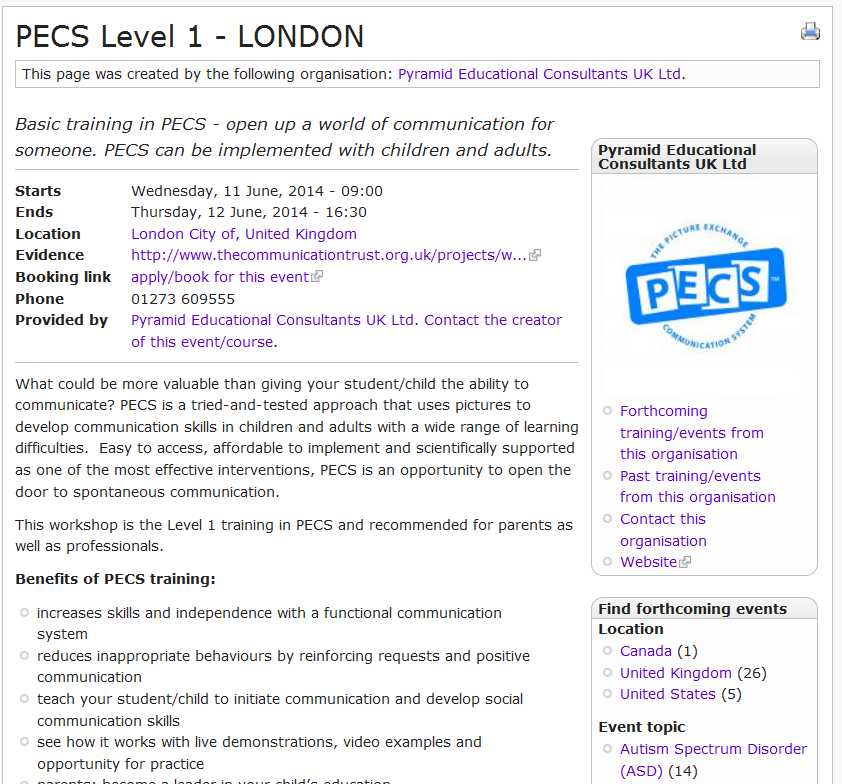 PECS Level 1 - LONDON
This page was created by the following organisation: Pyramid Educational Consultants UK Ltd.
Basic training in PECS - open up a world of communication for
someone. PECS can be implemented with children and adults.
Starts Wednesday, 11 June, 2014 - 09:00
Ends Thursday, 12 June, 2014 - 16:30
Location London City of, United Kingdom
Evidence http://www.thecommunicationtrust.org.uk/projects/w...
Booking link apply/book for this event
Phone 01273 609555
Provided by Pyramid Educational Consultants UK Ltd. Contact the creator
of this event/course.
What could be more valuable than giving your student/child the ability to
communicate? PECS is a tried-and-tested approach that uses pictures to
develop communication skills in children and adults with a wide range of learning
difficulties.  Easy to access, affordable to implement and scientifically supported
as one of the most effective interventions, PECS is an opportunity to open the
door to spontaneous communication.
This workshop is the Level 1 training in PECS and recommended for parents as
well as professionals.
Benefits of PECS training:
increases skills and independence with a functional communication
system
reduces inappropriate behaviours by reinforcing requests and positive
communication
teach your student/child to initiate communication and develop social
communication skills
see how it works with live demonstrations, video examples and
opportunity for practice
parents: become a leader in your child's education
Pyramid Educational
Consultants UK Ltd
THE PICTURE EXCHANGE
PECS™
COMMUNICATION SYSTEM
Forthcoming
training/events from
this organisation
Past training/events
from this organisation
Contact this
organisation
Website
Find forthcoming events
Location
Canada (1)
United Kingdom (26)
United States (5)
Event topic
Autism Spectrum Disorder
(ASD) (14)